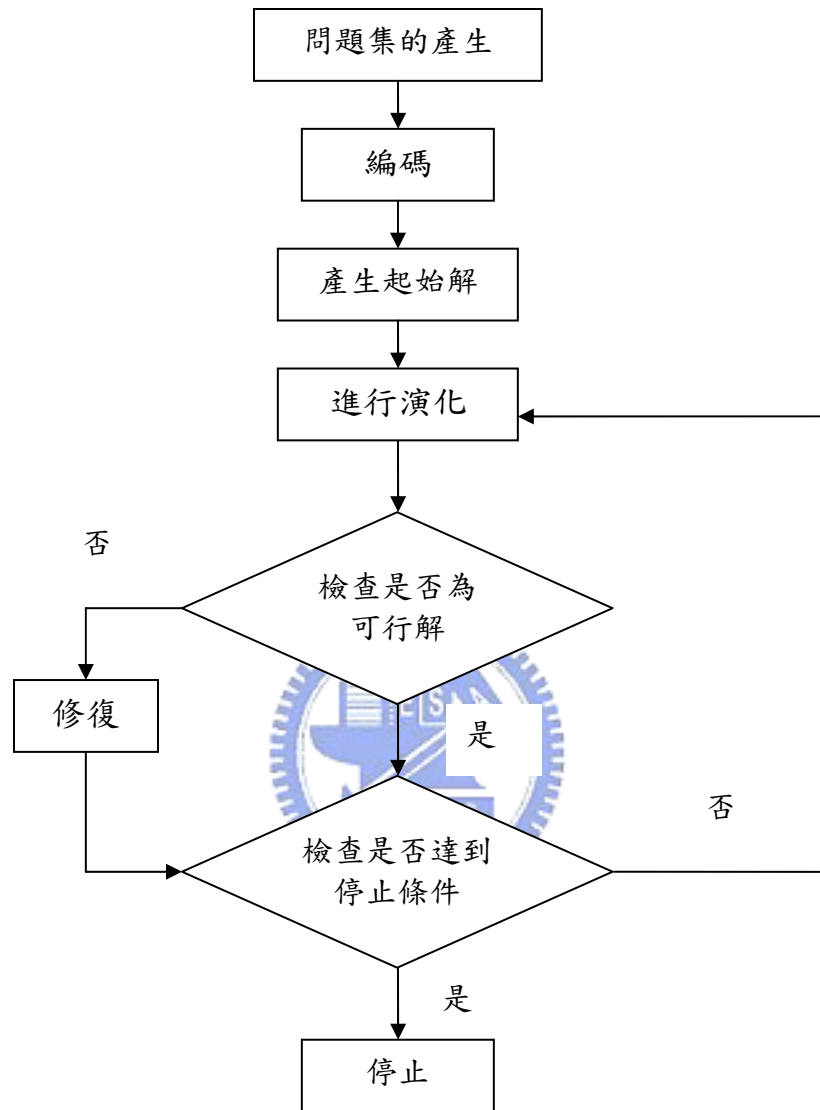 問題集的產生
編碼
產生起始解
進行演化
否
檢查是否為
可行解
修復
是
否
檢查是否達到
停止條件
是
停止